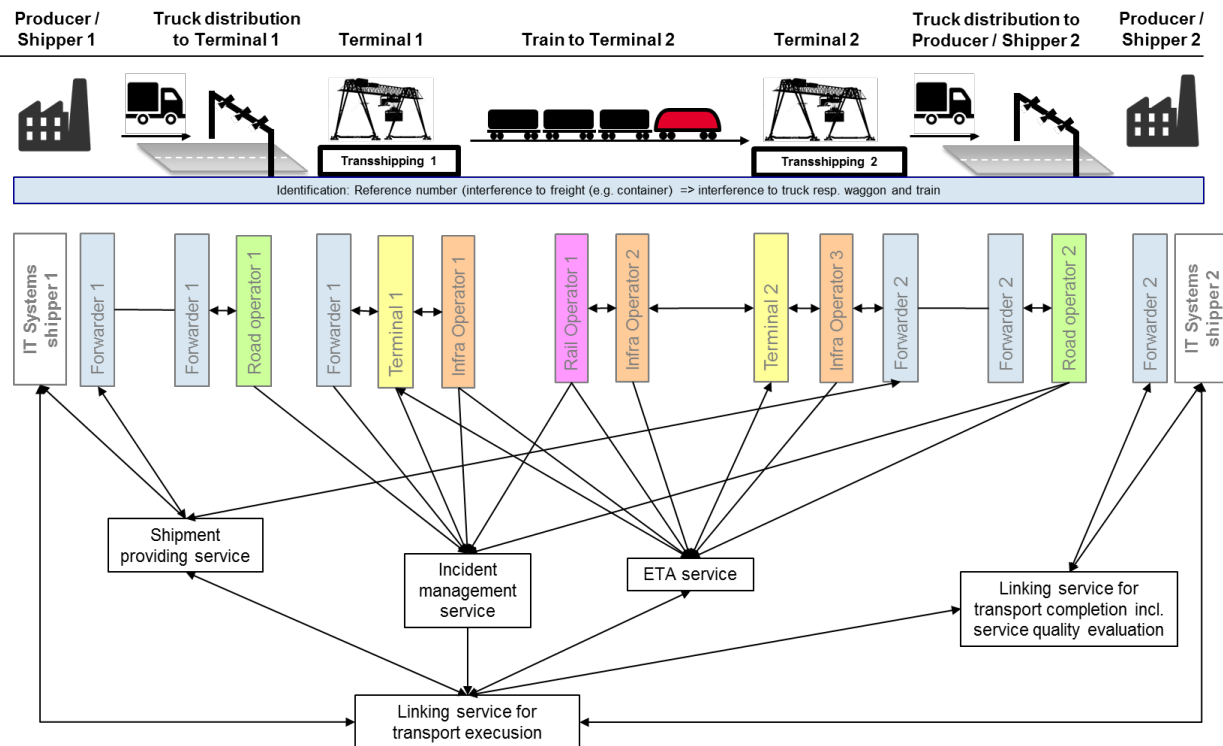 Producer /
Shipper 1
Truck distribution
to Terminal 1
Terminal 1
Train to Terminal 2
Terminal 2
Truck distribution to
Producer / Shipper 2
Producer /
Shipper 2
Transshipping 1
Transshipping 2
Identification: Reference number (interference to freight (e.g. container) => interference to truck resp. waggon and train
IT Systems
shipper 1
Forwarder 1
Forwarder 1
Road operator 1
Forwarder 1
Terminal 1
Infra Operator 1
Rail Operator 1
Infra Operator 2
Terminal 2
Infra Operator 3
Forwarder 2
Forwarder 2
Road operator 2
Forwarder 2
IT Systems
shipper 2
Shipment
providing service
Incident
management
service
ETA service
Linking service for
transport completion incl.
service quality evaluation
Linking service for
transport execusion